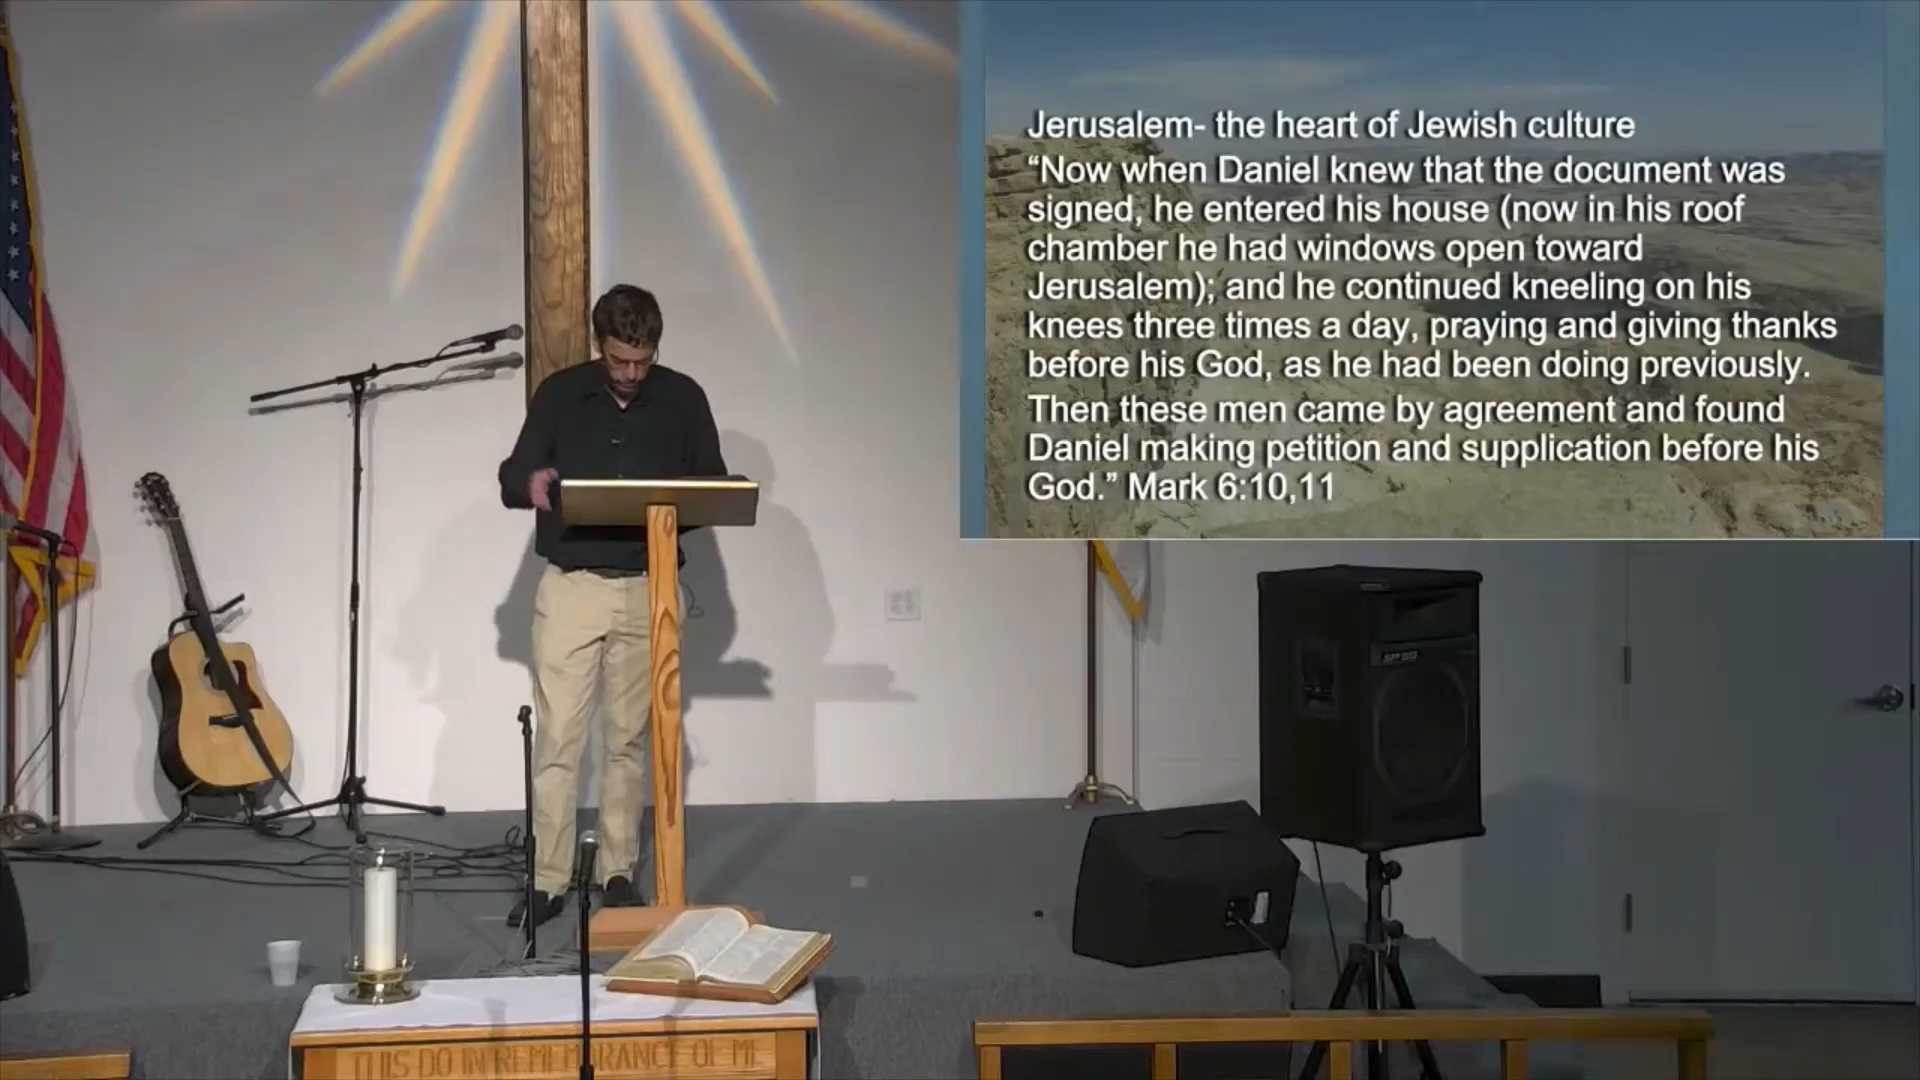 Jerusalem- the heart of Jewish culture
“Now when Daniel knew that the document was
signed, he entered his house (now in his roof
chamber he had windows open toward
Jerusalem); and he continued kneeling on his
knees three times a day, praying and giving thanks
before his God, as he had been doing previously.
Then these men came by agreement and found
Daniel making petition and supplication before his
God.” Mark 6:10,11
THIS DO IN REMEMBRANCE OF ME